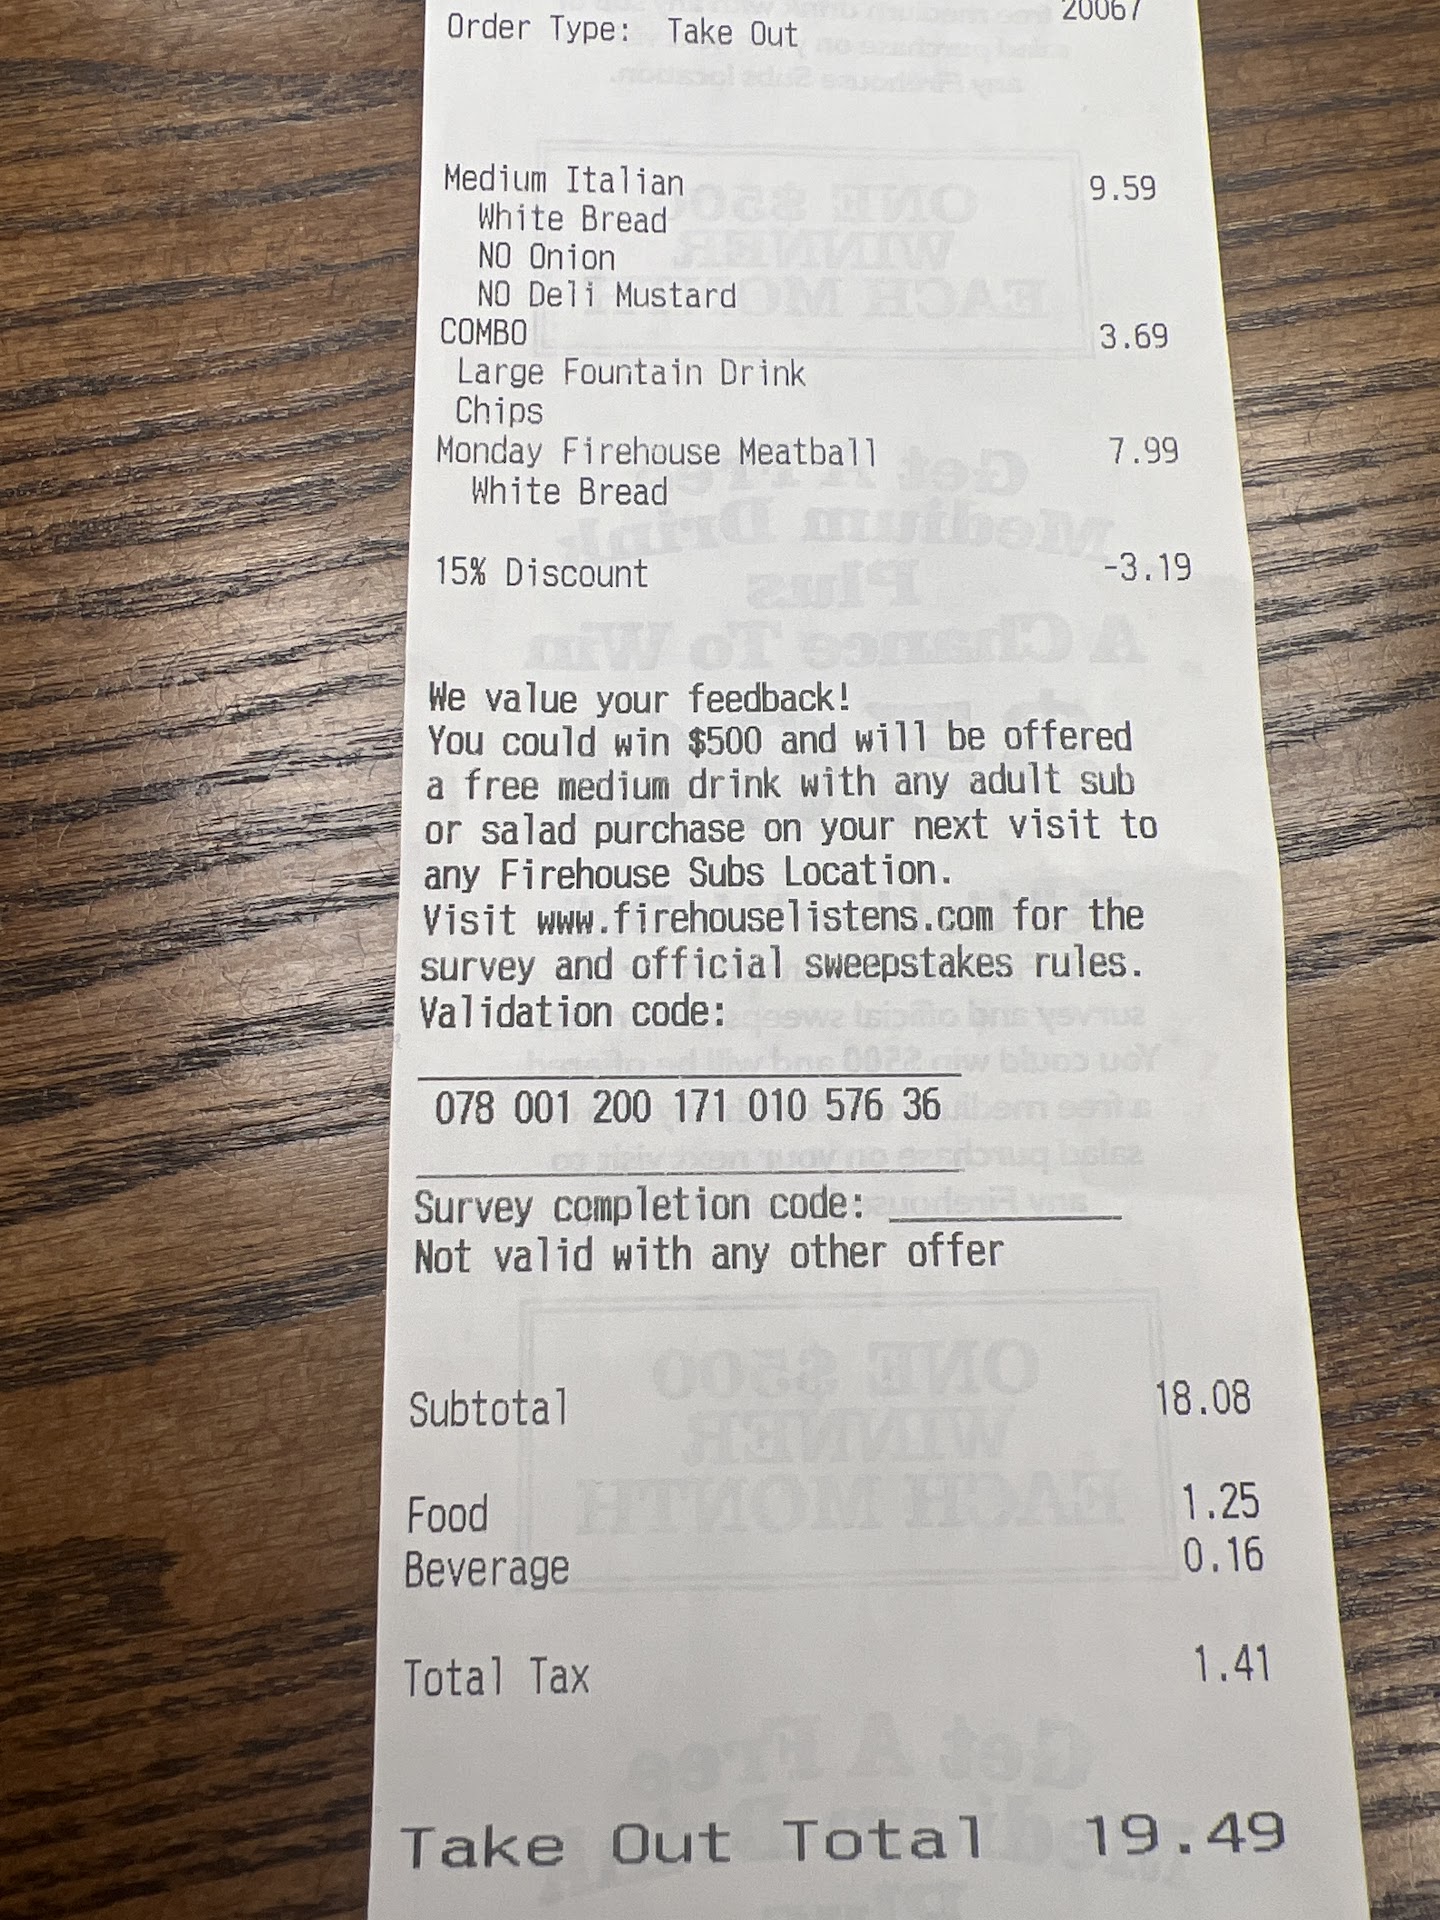 20067
Order Type: Take Out
Medium Italian 9.59
White Bread
NO Onion
NO Deli Mustard
COMBO 3.69
Large Fountain Drink
Chips
Monday Firehouse Meatball 7.99
White Bread
15% Discount -3.19
We value your feedback!
You could win $500 and will be offered
a free medium drink with any adult sub
or salad purchase on your next visit to
any Firehouse Subs Location.
Visit www.firehouselistens.com for the
survey and official sweepstakes rules.
Validation code:
078 001 200 171 010 576 36
Survey completion code: ____________
Not valid with any other offer
Subtotal 18.08
Food 1.25
Beverage 0.16
Total Tax 1.41
Take Out Total 19.49